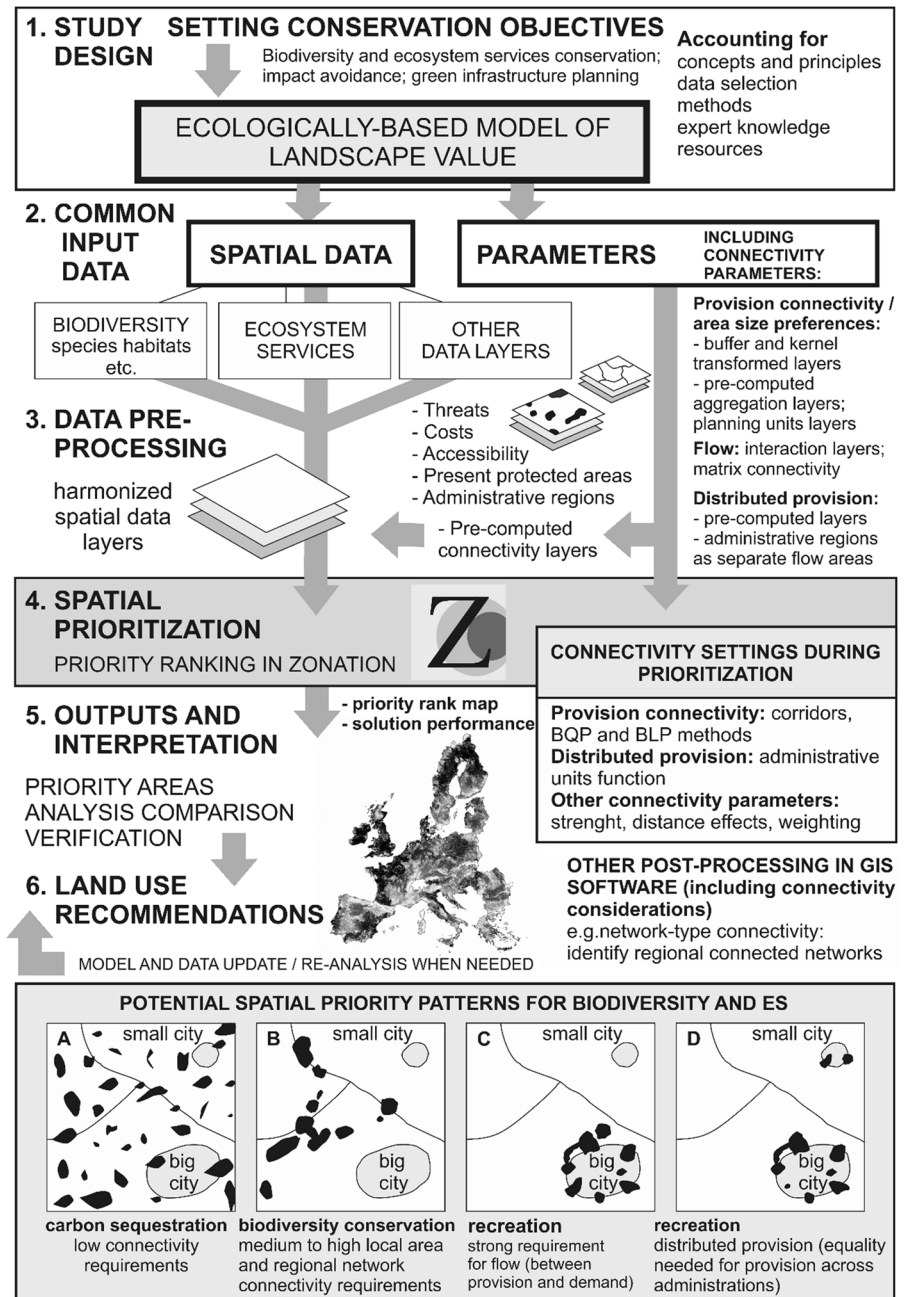 1. STUDY DESIGN
SETTING CONSERVATION OBJECTIVES
Biodiversity and ecosystem services conservation;
impact avoidance; green infrastructure planning
Accounting for
concepts and principles
data selection
methods
expert knowledge
resources
ECOLOGICALLY-BASED MODEL OF
LANDSCAPE VALUE
2. COMMON
INPUT
DATA
SPATIAL DATA
PARAMETERS
INCLUDING
CONNECTIVITY
PARAMETERS:
BIODIVERSITY
species habitats
etc.
ECOSYSTEM
SERVICES
OTHER
DATA LAYERS
Provision connectivity /
area size preferences:
- buffer and kernel
transformed layers
- pre-computed
aggregation layers;
planning units layers
Flow: interaction layers;
matrix connectivity
Distributed provision:
- pre-computed layers
- administrative regions
as separate flow areas
3. DATA PRE-
PROCESSING
harmonized
spatial data
layers
- Threats
- Costs
- Accessibility
- Present protected areas
- Administrative regions
- Pre-computed
connectivity layers
4. SPATIAL
PRIORITIZATION
PRIORITY RANKING IN ZONATION
Z
CONNECTIVITY SETTINGS DURING
PRIORITIZATION
Provision connectivity: corridors,
BQP and BLP methods
Distributed provision: administrative
units function
Other connectivity parameters:
strenght, distance effects, weighting
5. OUTPUTS AND
INTERPRETATION
- priority rank map
- solution performance
PRIORITY AREAS
ANALYSIS COMPARISON
VERIFICATION
6. LAND USE
RECOMMENDATIONS
OTHER POST-PROCESSING IN GIS
SOFTWARE (including connectivity
considerations)
e.g.network-type connectivity:
identify regional connected networks
MODEL AND DATA UPDATE / RE-ANALYSIS WHEN NEEDED
POTENTIAL SPATIAL PRIORITY PATTERNS FOR BIODIVERSITY AND ES
A
small city
big
city
carbon sequestration
low connectivity
requirements
B
small city
big
city
biodiversity conservation
medium to high local area
and regional network
connectivity requirements
C
small city
big
city
recreation
strong requirement
for flow (between
provision and demand)
D
small city
big
city
recreation
distributed provision (equality
needed for provision across
administrations)